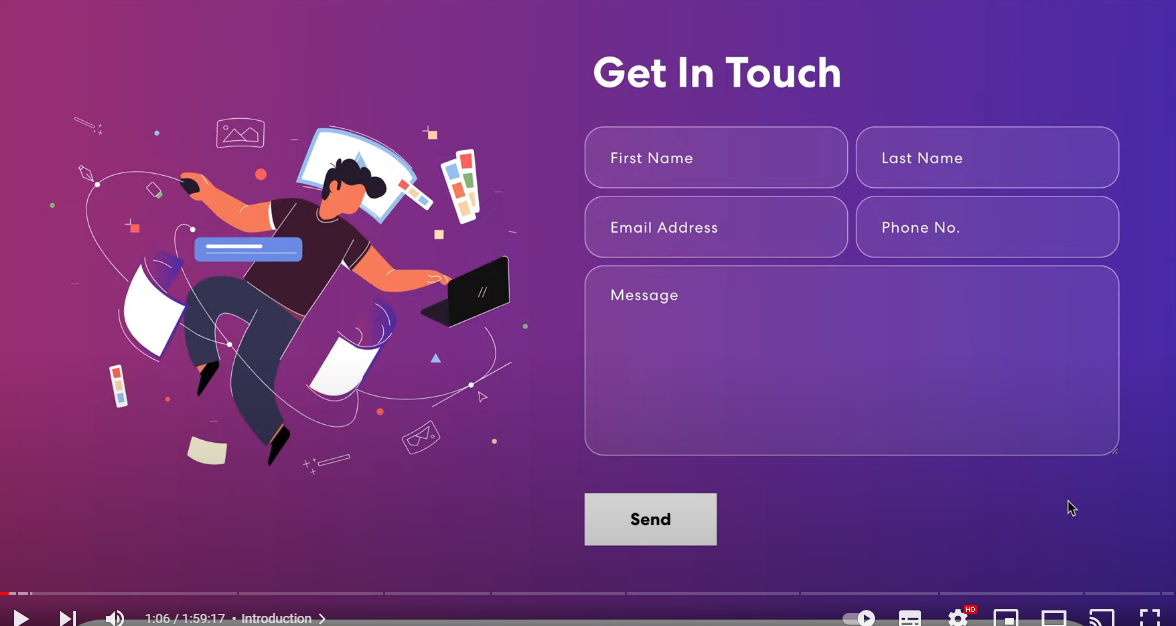 Get In Touch
First Name Last Name
Email Address Phone No.
Message
Send
1:06 / 1:59:17 • Introduction
HD